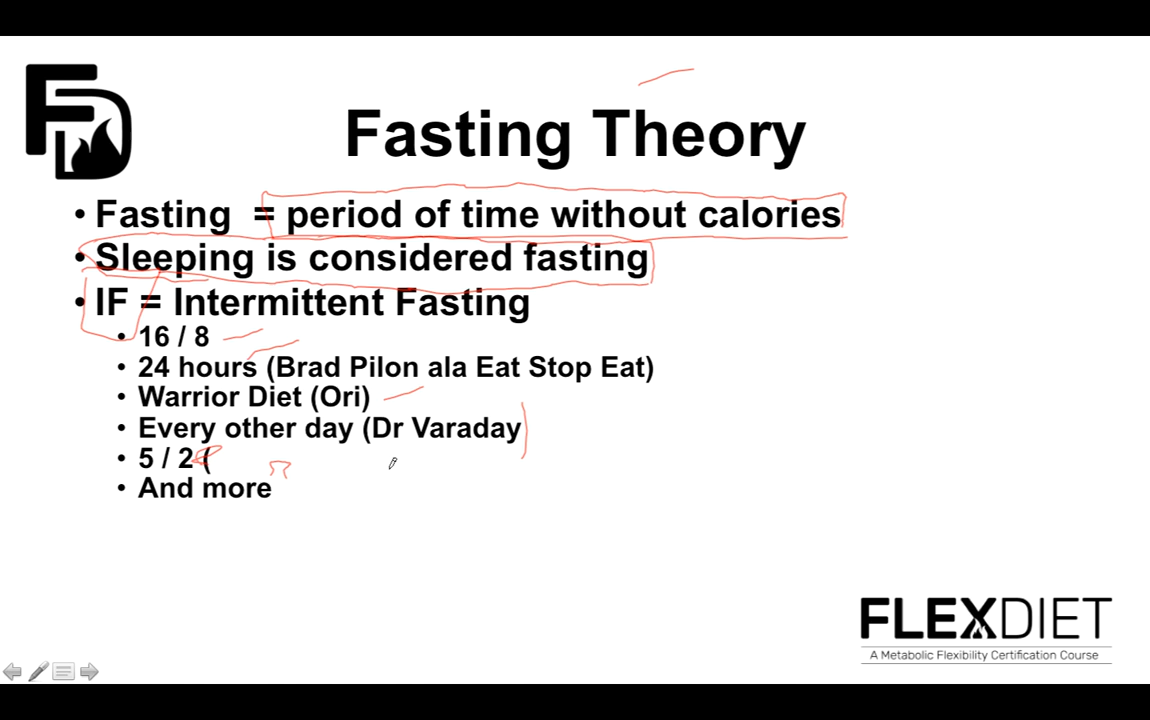 FD
Fasting Theory
• Fasting = period of time without calories
• Sleeping is considered fasting
• IF = Intermittent Fasting
• 16 / 8
• 24 hours (Brad Pilon ala Eat Stop Eat)
• Warrior Diet (Ori)
• Every other day (Dr Varaday
• 5 / 2 (
• And more
FLEXDIET
A Metabolic Flexibility Certification Course